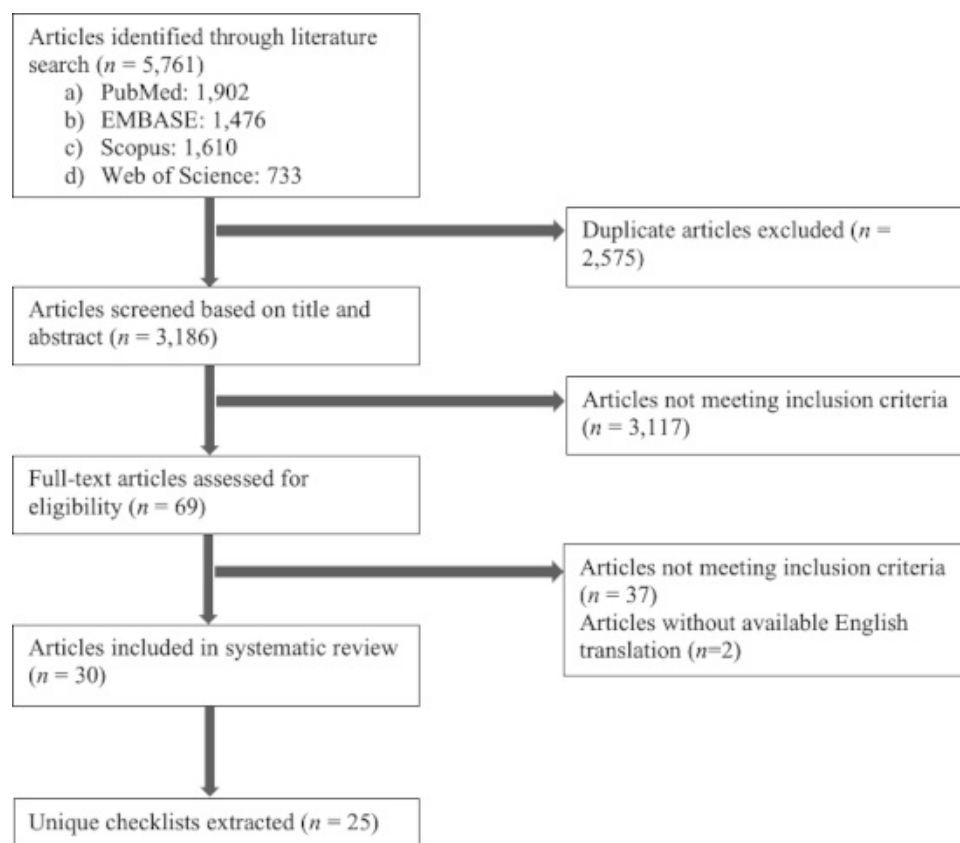 Articles identified through literature
search (n = 5,761)
a) PubMed: 1,902
b) EMBASE: 1,476
c) Scopus: 1,610
d) Web of Science: 733
Duplicate articles excluded (n =
2,575)
Articles screened based on title and
abstract (n = 3,186)
Articles not meeting inclusion criteria
(n = 3,117)
Full-text articles assessed for
eligibility (n = 69)
Articles not meeting inclusion criteria
(n = 37)
Articles without available English
translation (n=2)
Articles included in systematic review
(n = 30)
Unique checklists extracted (n = 25)